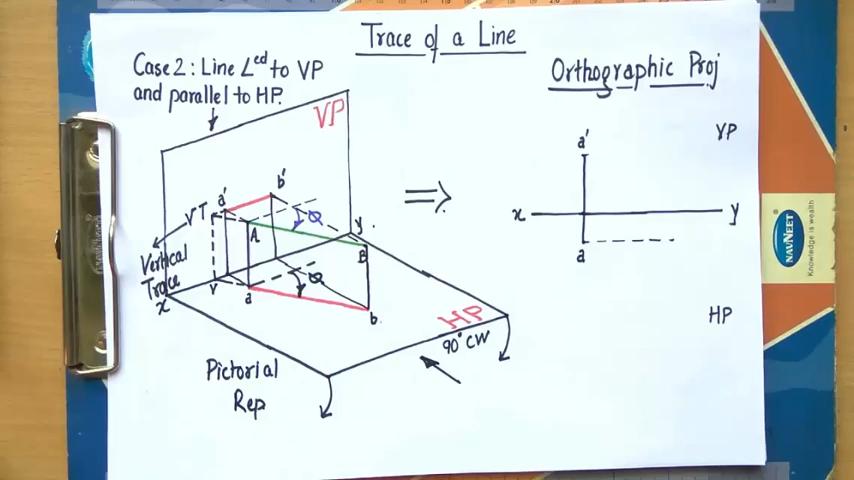 Trace of a Line
Case 2: Line ∠ed to VP
and parallel to HP.
Orthographic Proj
VP
VP
a'
b'
a'
VT
Ø
A
x
y
y
B
Vertical
Trace
v
a
Ø
a
x
b
HP
HP
90° CW
Pictorial
Rep
NAVNEET
Knowledge is wealth